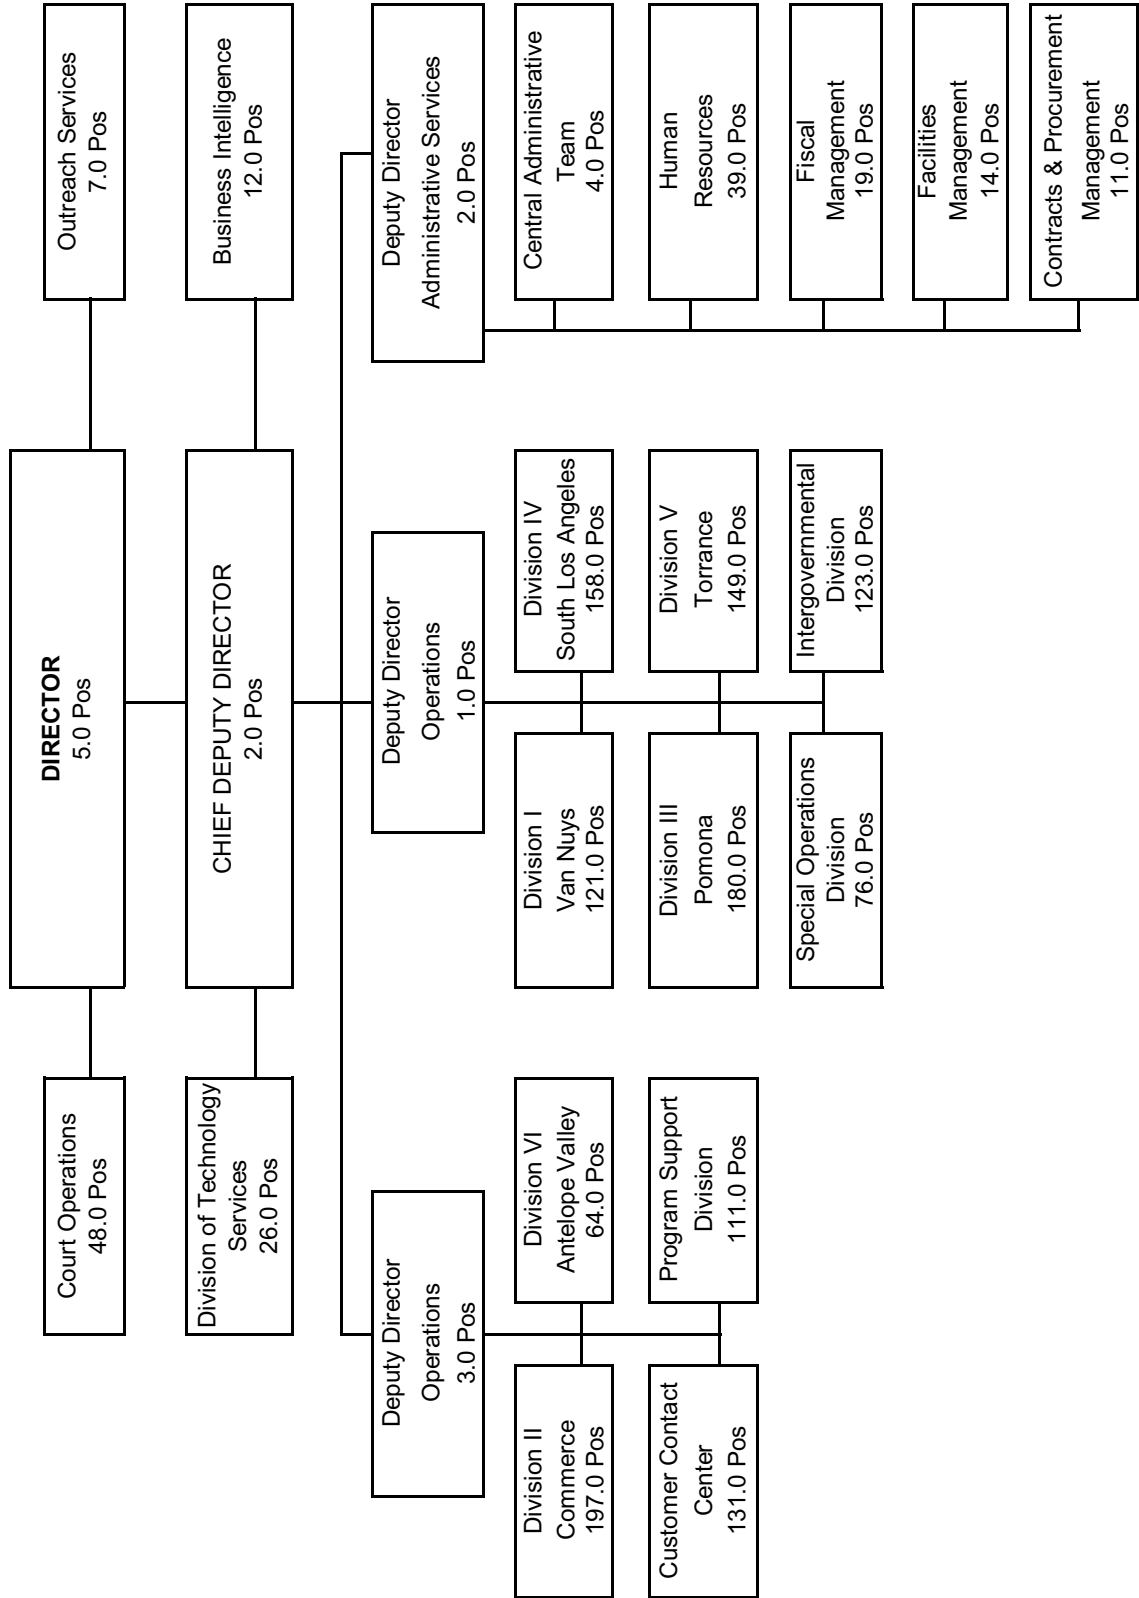 DIRECTOR
5.0 Pos
Court Operations
48.0 Pos
Outreach Services
7.0 Pos
CHIEF DEPUTY DIRECTOR
2.0 Pos
Division of Technology
Services
26.0 Pos
Business Intelligence
12.0 Pos
Deputy Director
Operations
3.0 Pos
Division II
Commerce
197.0 Pos
Division VI
Antelope Valley
64.0 Pos
Customer Contact
Center
131.0 Pos
Program Support
Division
111.0 Pos
Deputy Director
Operations
1.0 Pos
Division I
Van Nuys
121.0 Pos
Division IV
South Los Angeles
158.0 Pos
Division III
Pomona
180.0 Pos
Division V
Torrance
149.0 Pos
Special Operations
Division
76.0 Pos
Intergovernmental
Division
123.0 Pos
Deputy Director
Administrative Services
2.0 Pos
Central Administrative
Team
4.0 Pos
Human
Resources
39.0 Pos
Fiscal
Management
19.0 Pos
Facilities
Management
14.0 Pos
Contracts & Procurement
Management
11.0 Pos